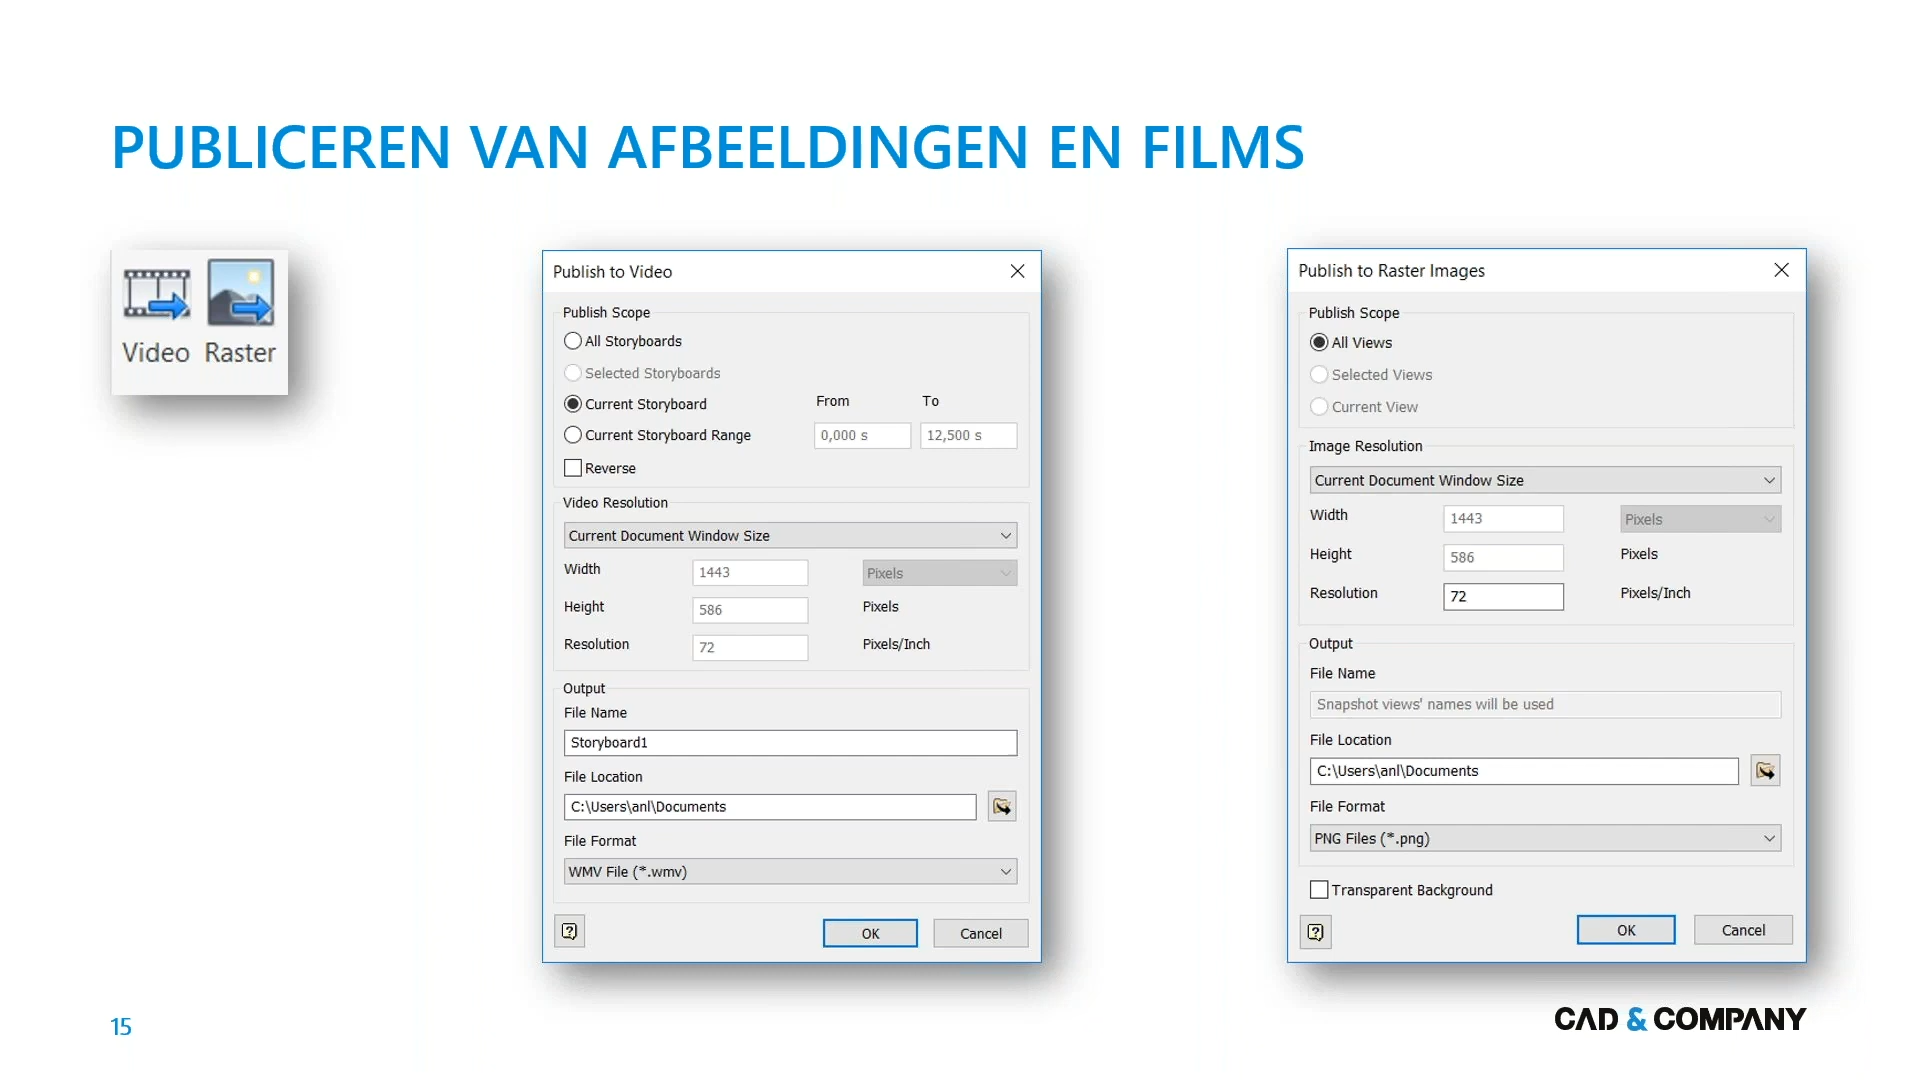 PUBLICEREN VAN AFBEELDINGEN EN FILMS
Video Raster
Publish to Video
Publish Scope
All Storyboards
Selected Storyboards
Current Storyboard From To
Current Storyboard Range 0,000 s 12,500 s
Reverse
Video Resolution
Current Document Window Size
Width 1443 Pixels
Height 586 Pixels
Resolution 72 Pixels/Inch
Output
File Name
Storyboard1
File Location
C:\Users\anl\Documents
File Format
WMV File (*.wmv)
OK Cancel
Publish to Raster Images
Publish Scope
All Views
Selected Views
Current View
Image Resolution
Current Document Window Size
Width 1443 Pixels
Height 586 Pixels
Resolution 72 Pixels/Inch
Output
File Name
Snapshot views' names will be used
File Location
C:\Users\anl\Documents
File Format
PNG Files (*.png)
Transparent Background
OK Cancel
15
CAD & COMPANY